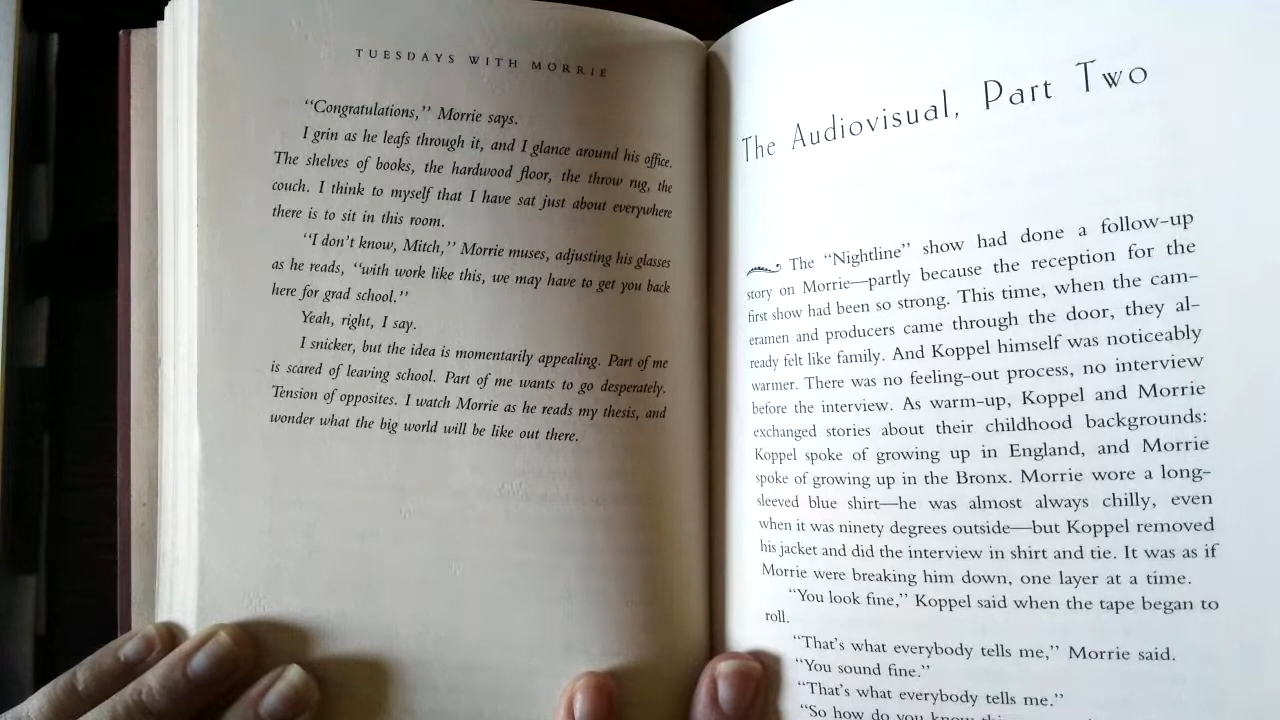 TUESDAYS WITH MORRIE
“Congratulations,” Morrie says.
I grin as he leafs through it, and I glance around his office.
The shelves of books, the hardwood floor, the throw rug, the
couch. I think to myself that I have sat just about everywhere
there is to sit in this room.
“I don’t know, Mitch,” Morrie muses, adjusting his glasses
as he reads, “with work like this, we may have to get you back
here for grad school.”
Yeah, right, I say.
I snicker, but the idea is momentarily appealing. Part of me
is scared of leaving school. Part of me wants to go desperately.
Tension of opposites. I watch Morrie as he reads my thesis, and
wonder what the big world will be like out there.
The Audiovisual, Part Two
The “Nightline” show had done a follow-up
story on Morrie—partly because the reception for the
first show had been so strong. This time, when the cam-
eramen and producers came through the door, they al-
ready felt like family. And Koppel himself was noticeably
warmer. There was no feeling-out process, no interview
before the interview. As warm-up, Koppel and Morrie
exchanged stories about their childhood backgrounds:
Koppel spoke of growing up in England, and Morrie
spoke of growing up in the Bronx. Morrie wore a long-
sleeved blue shirt—he was almost always chilly, even
when it was ninety degrees outside—but Koppel removed
his jacket and did the interview in shirt and tie. It was as if
Morrie were breaking him down, one layer at a time.
“You look fine,” Koppel said when the tape began to
roll.
“That’s what everybody tells me,” Morrie said.
“You sound fine.”
“That’s what everybody tells me.”
“So how do you know